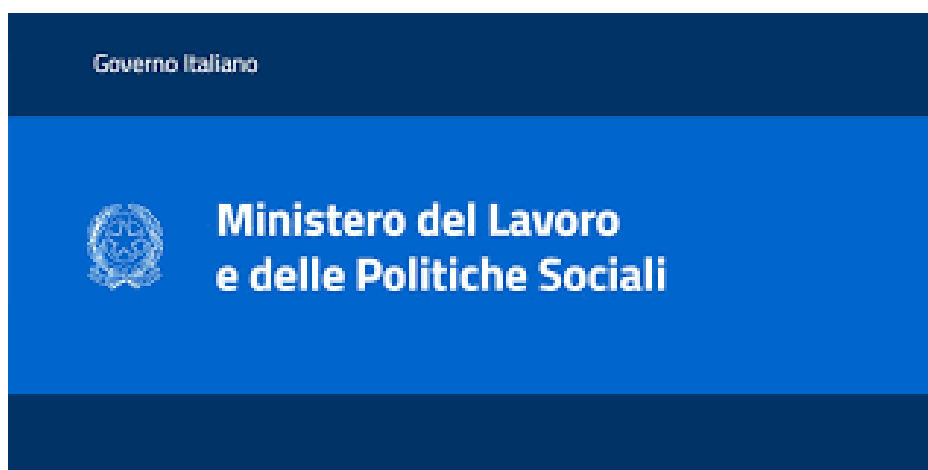 Governo Italiano
Ministero del Lavoro
e delle Politiche Sociali